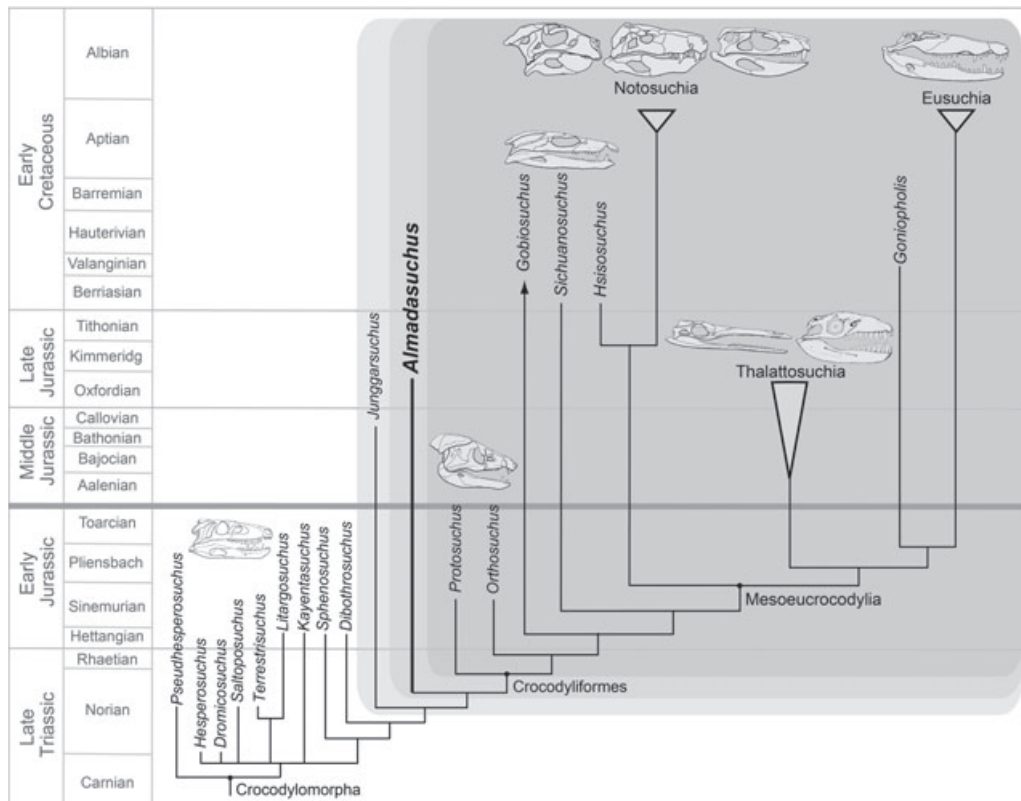 Early
Cretaceous
Albian
Aptian
Barremian
Hauterivian
Valanginian
Berriasian
Late
Jurassic
Tithonian
Kimmeridg
Oxfordian
Middle
Jurassic
Callovian
Bathonian
Bajocian
Aalenian
Early
Jurassic
Toarcian
Pliensbach
Sinemurian
Hettangian
Late
Triassic
Rhaetian
Norian
Carnian
Pseudhesperosuchus
Hesperosuchus
Dromicosuchus
Saltoposuchus
Terrestrisuchus
Litargosuchus
Kayentasuchus
Sphenosuchus
Dibothrosuchus
Junggarsuchus
Almadasuchus
Protosuchus
Orthosuchus
Gobiosuchus
Sichuanosuchus
Hsisosuchus
Notosuchia
Thalattosuchia
Goniopholis
Eusuchia
Mesoeucrocodylia
Crocodyliformes
Crocodylomorpha